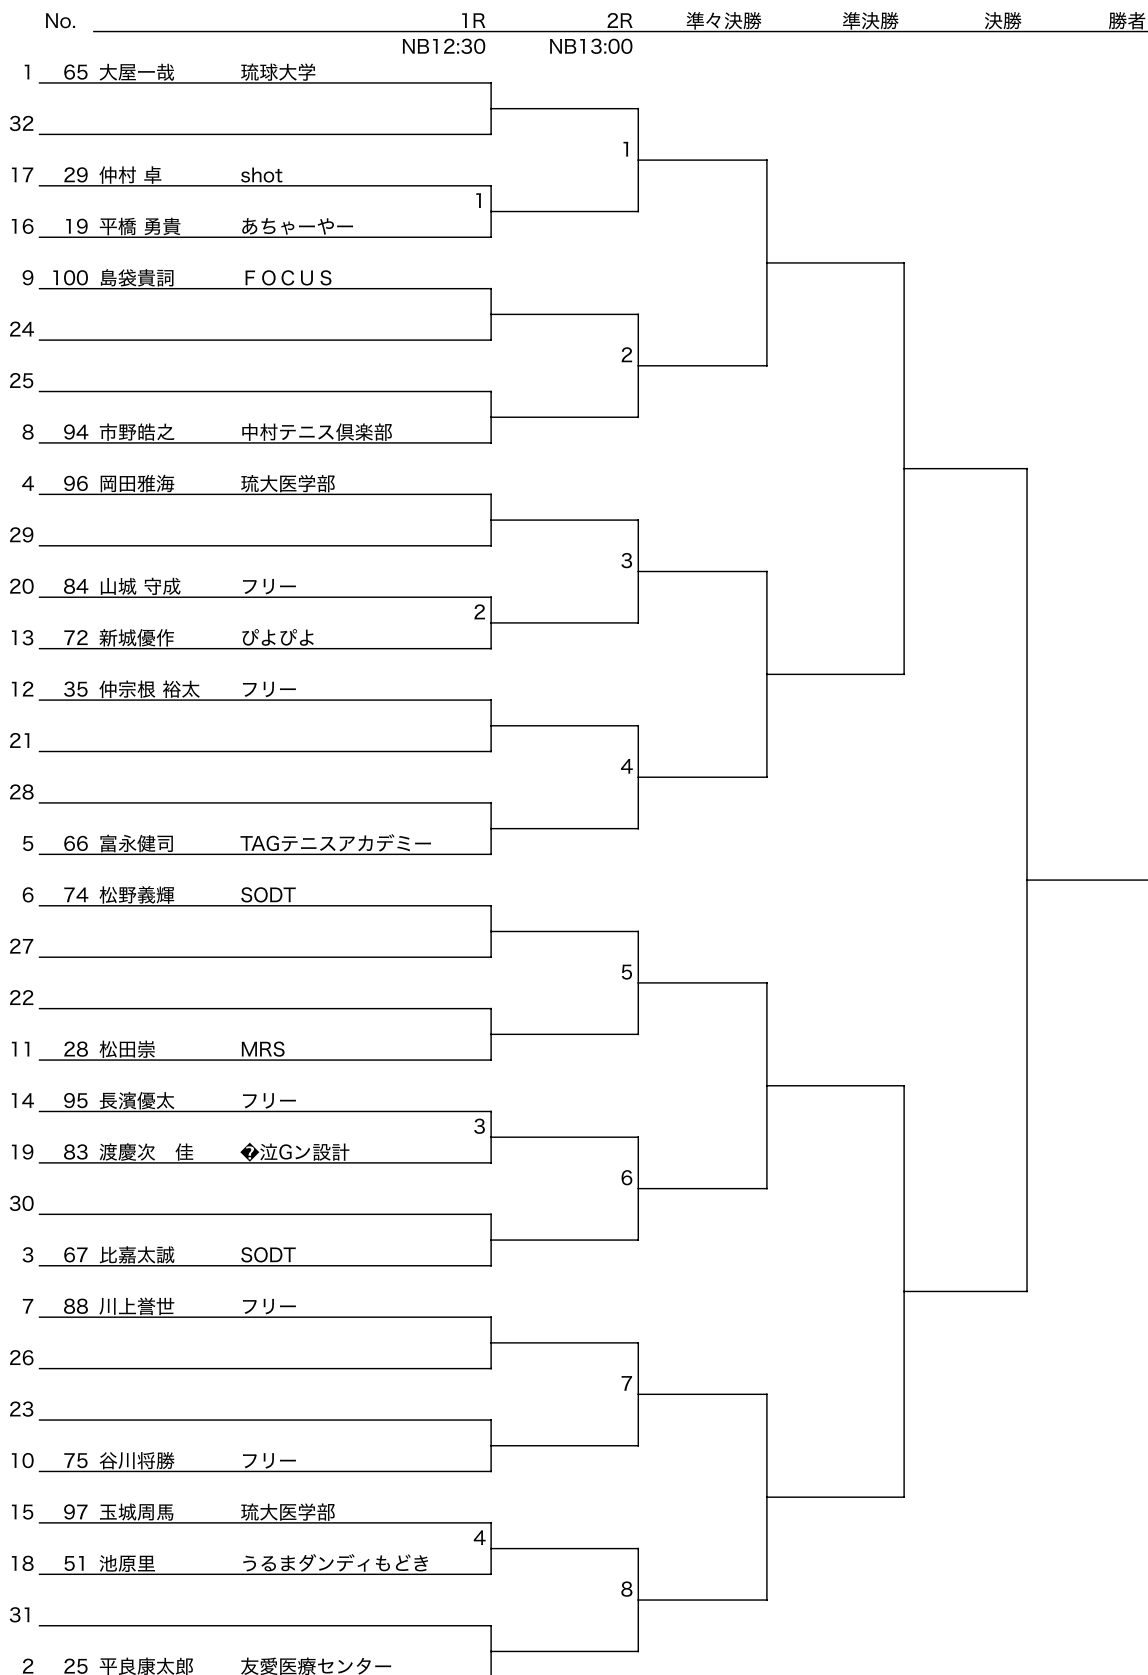 No. 1R 2R 準々決勝 準決勝 決勝 勝者
NB12:30 NB13:00
1 65 大屋一哉 琉球大学
32
1
17 29 仲村 卓 shot
1
16 19 平橋 勇貴 あちゃーやー
9 100 島袋貴詞 ＦＯＣＵＳ
24
2
25
8 94 市野皓之 中村テニス倶楽部
4 96 岡田雅海 琉大医学部
29
3
20 84 山城 守成 フリー
2
13 72 新城優作 ぴよぴよ
12 35 仲宗根 裕太 フリー
21
4
28
5 66 富永健司 TAGテニスアカデミー
6 74 松野義輝 SODT
27
5
22
11 28 松田崇 MRS
14 95 長濱優太 フリー
3
19 83 渡慶次　佳 �泣Gン設計
6
30
3 67 比嘉太誠 SODT
7 88 川上誉世 フリー
26
7
23
10 75 谷川将勝 フリー
15 97 玉城周馬 琉大医学部
4
18 51 池原里 うるまダンディもどき
8
31
2 25 平良康太郎 友愛医療センター